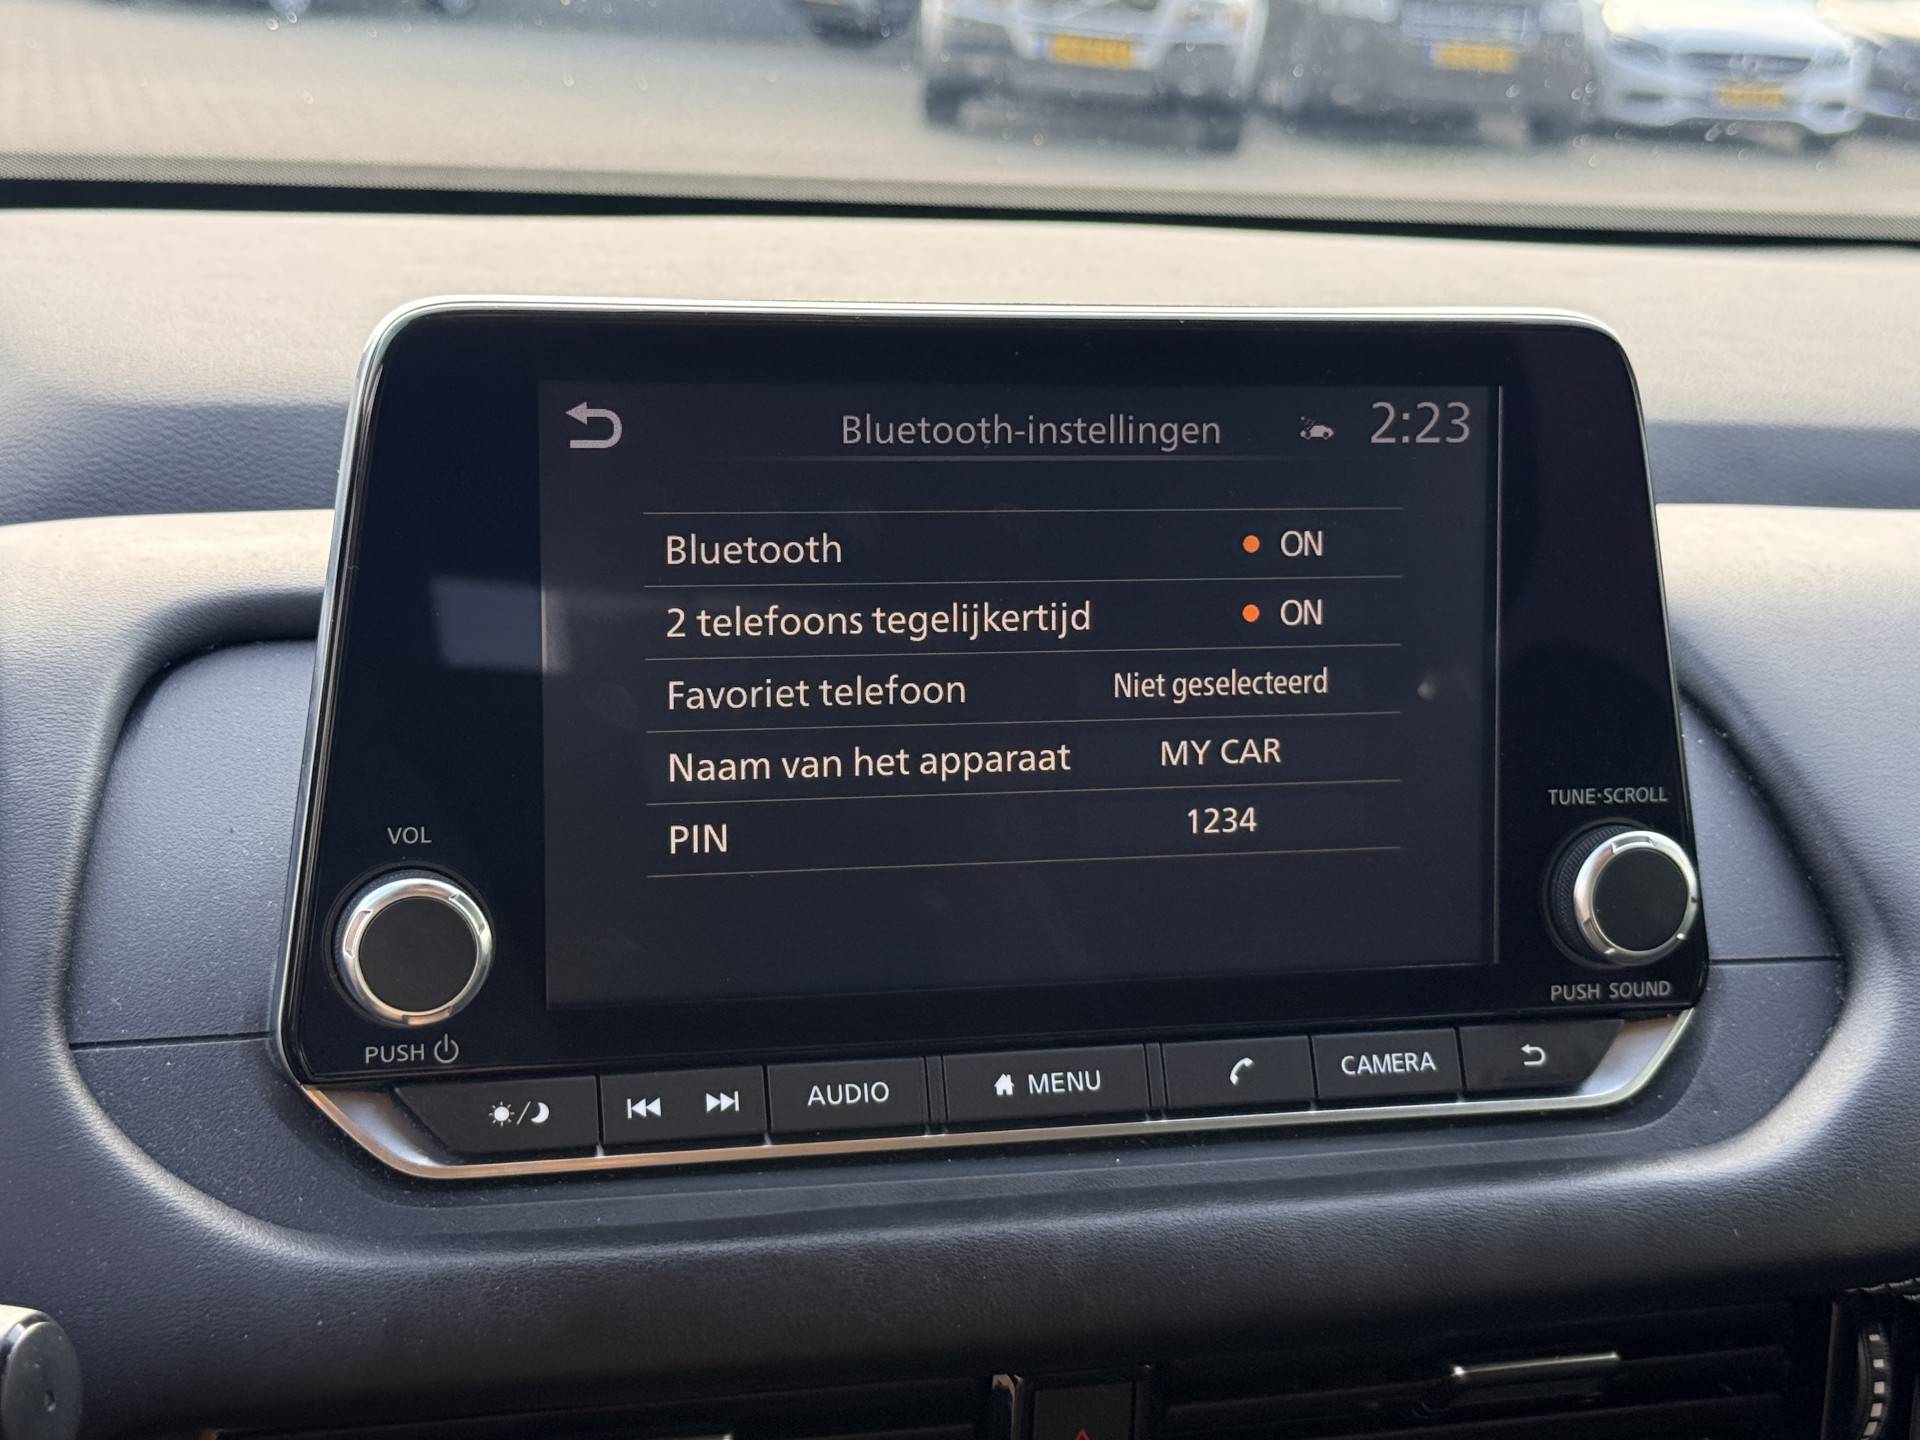 Bluetooth-instellingen 2:23
Bluetooth ON
2 telefoons tegelijkertijd ON
Favoriet telefoon Niet geselecteerd
Naam van het apparaat MY CAR
PIN 1234
VOL
PUSH
TUNE·SCROLL
PUSH SOUND
AUDIO
MENU
CAMERA